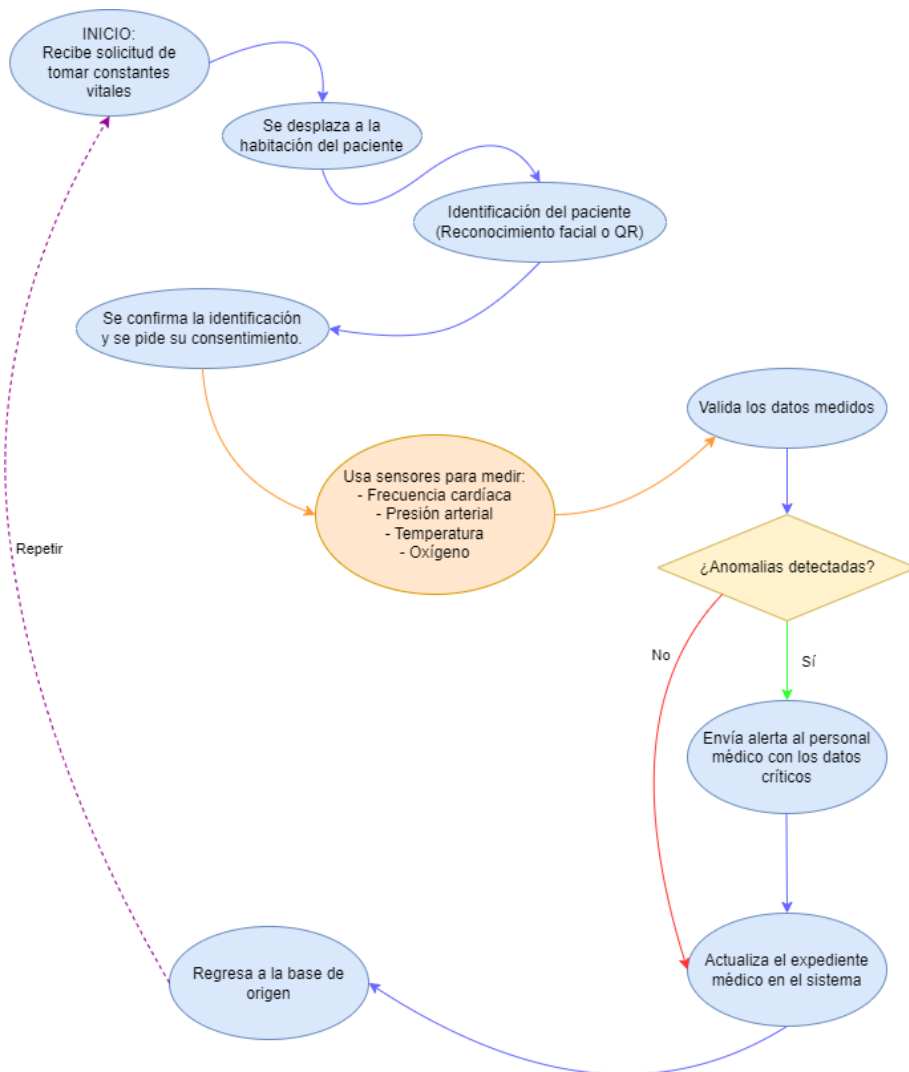 INICIO:
Recibe solicitud de
tomar constantes
vitales
Se desplaza a la
habitación del paciente
Identificación del paciente
(Reconocimiento facial o QR)
Se confirma la identificación
y se pide su consentimiento.
Usa sensores para medir:
- Frecuencia cardíaca
- Presión arterial
- Temperatura
- Oxígeno
Valida los datos medidos
¿Anomalias detectadas?
No
Sí
Envía alerta al personal
médico con los datos
críticos
Actualiza el expediente
médico en el sistema
Regresa a la base de
origen
Repetir